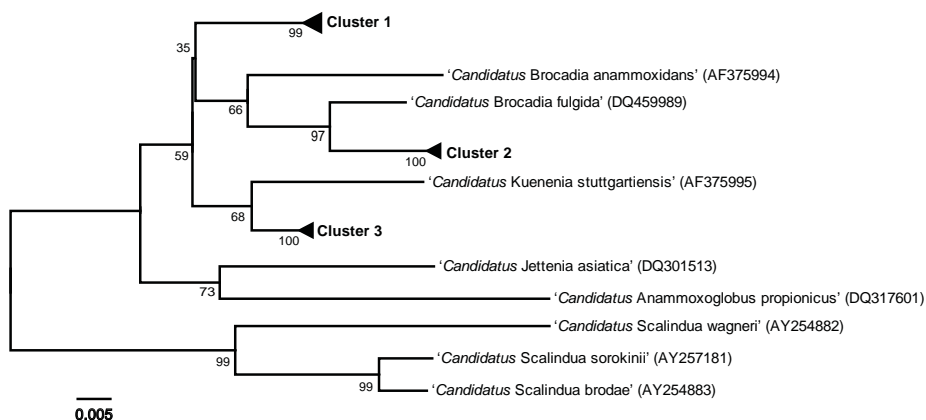 Cluster 1
99
35
‘Candidatus Brocadia anammoxidans’ (AF375994)
66
‘Candidatus Brocadia fulgida’ (DQ459989)
97
Cluster 2
100
59
‘Candidatus Kuenenia stuttgartiensis’ (AF375995)
68
Cluster 3
100
‘Candidatus Jettenia asiatica’ (DQ301513)
73
‘Candidatus Anammoxoglobus propionicus’ (DQ317601)
‘Candidatus Scalindua wagneri’ (AY254882)
99
‘Candidatus Scalindua sorokinii’ (AY257181)
99
‘Candidatus Scalindua brodae’ (AY254883)
0.005